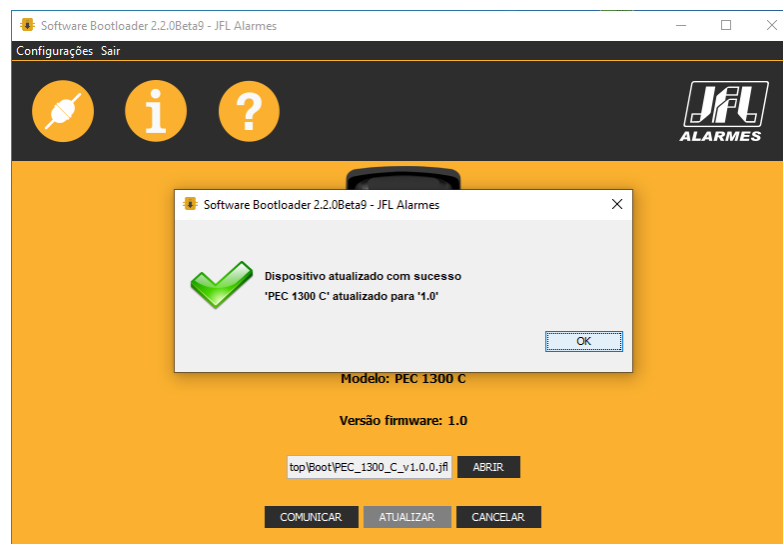 Software Bootloader 2.2.0Beta9 - JFL Alarmes
Configurações Sair
JFL
ALARMES
Software Bootloader 2.2.0Beta9 - JFL Alarmes
Dispositivo atualizado com sucesso
'PEC 1300 C' atualizado para '1.0'
OK
Modelo: PEC 1300 C
Versão firmware: 1.0
top\Boot\PEC_1300_C_v1.0.0.jfl ABRIR
COMUNICAR ATUALIZAR CANCELAR